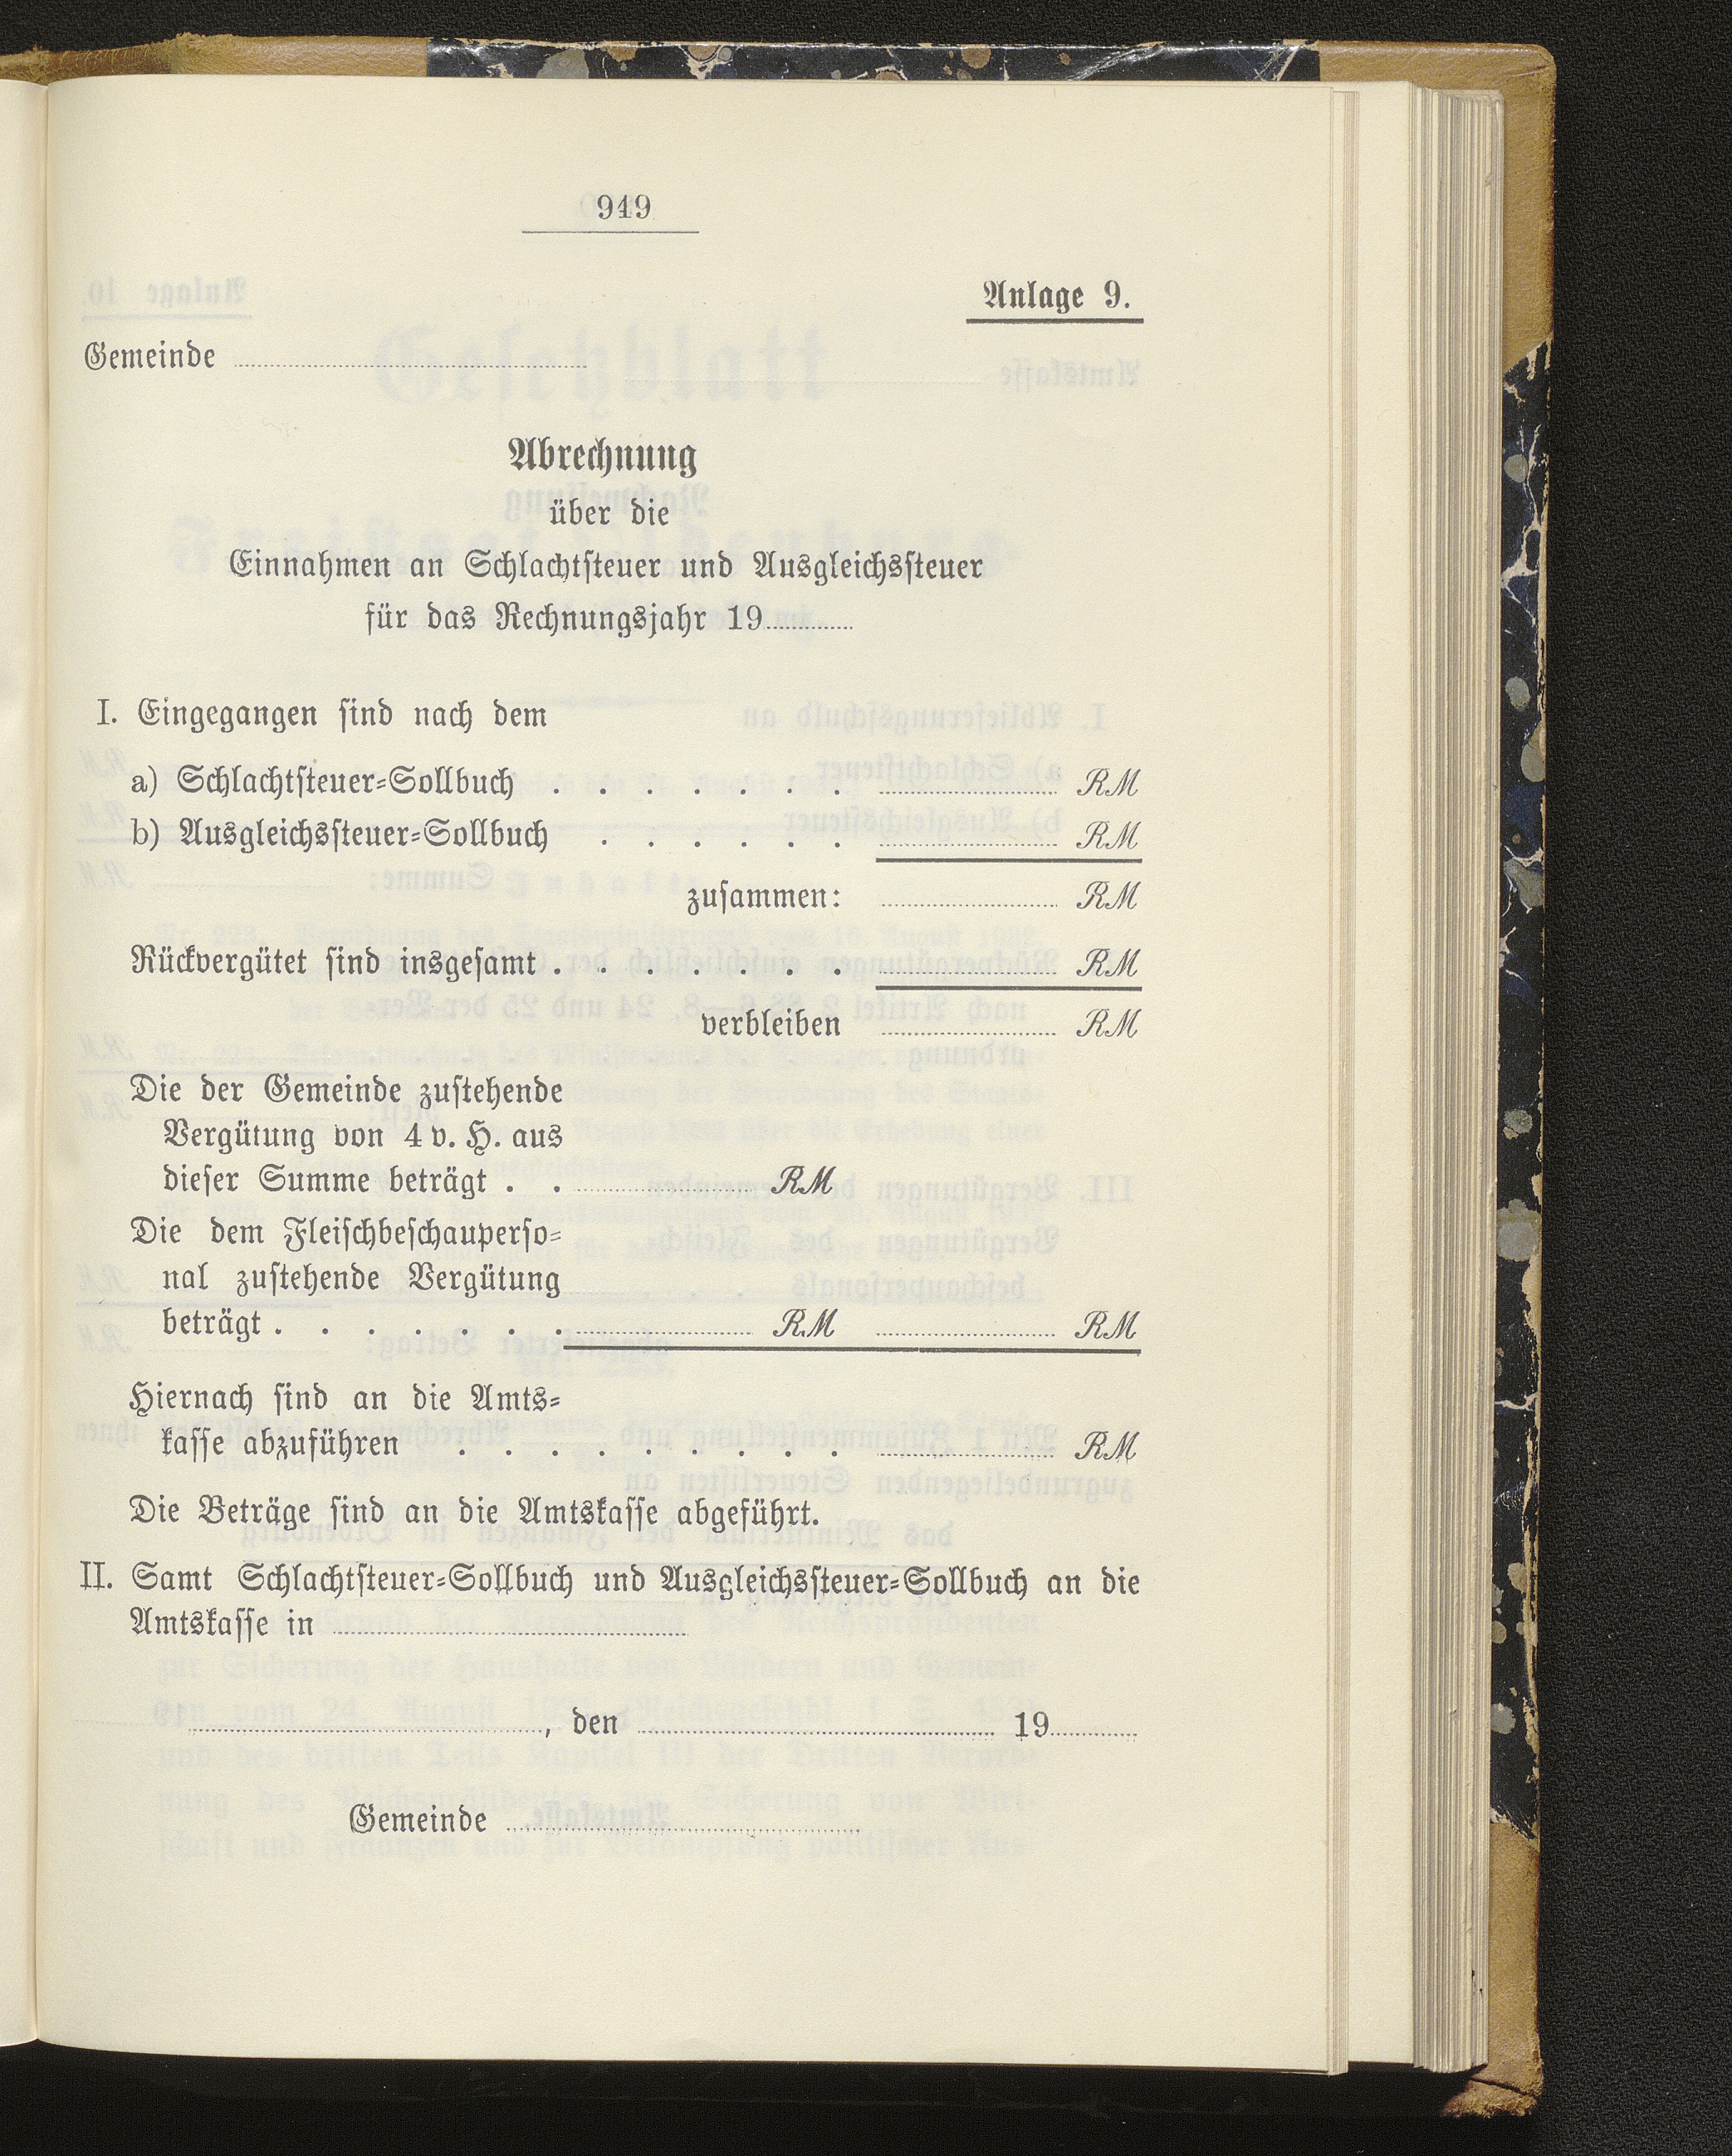 949
Anlage 9.
Gemeinde
Abrechnung
über die
Einnahmen an Schlachtsteuer und Ausgleichssteuer
für das Rechnungsjahr 19
I. Eingegangen sind nach dem
a) Schlachtsteuer-Sollbuch . . . . . . . RM
b) Ausgleichssteuer-Sollbuch . . . . . . RM
zusammen: RM
Rückvergütet sind insgesamt . . . . . . . RM
verbleiben RM
Die der Gemeinde zustehende
Vergütung von 4 v. H. aus
dieser Summe beträgt . . RM
Die dem Fleischbeschauperso-
nal zustehende Vergütung
beträgt . . . . . . . RM RM
Hiernach sind an die Amts-
kasse abzuführen . . . . . . . . . RM
Die Beträge sind an die Amtskasse abgeführt.
II. Samt Schlachtsteuer-Sollbuch und Ausgleichssteuer-Sollbuch an die
Amtskasse in
, den 19
Gemeinde